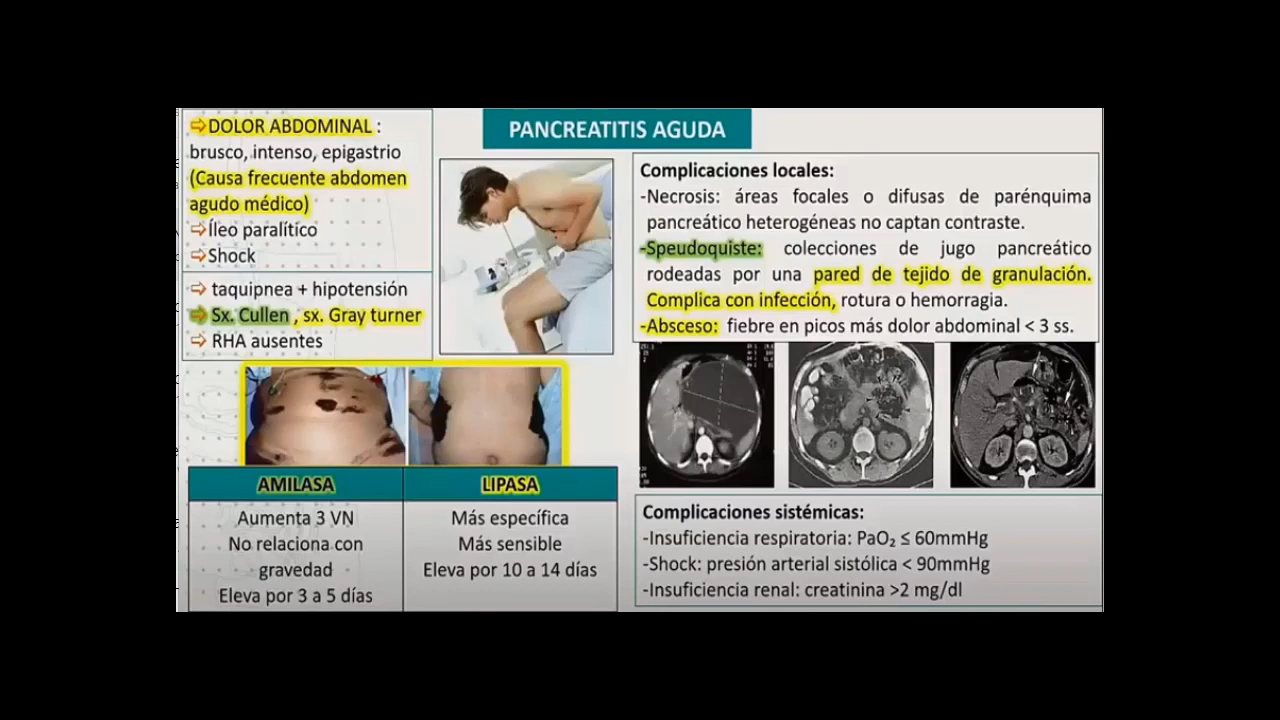 PANCREATITIS AGUDA
⇨DOLOR ABDOMINAL :
brusco, intenso, epigastrio
(Causa frecuente abdomen
agudo médico)
⇨Íleo paralítico
⇨Shock
⇨ taquipnea + hipotensión
⇨ Sx. Cullen , sx. Gray turner
⇨ RHA ausentes
AMILASA
Aumenta 3 VN
No relaciona con
gravedad
Eleva por 3 a 5 días
LIPASA
Más específica
Más sensible
Eleva por 10 a 14 días
Complicaciones locales:
-Necrosis: áreas focales o difusas de parénquima
pancreático heterogéneas no captan contraste.
-Speudoquiste: colecciones de jugo pancreático
rodeadas por una pared de tejido de granulación.
Complica con infección, rotura o hemorragia.
-Absceso: fiebre en picos más dolor abdominal < 3 ss.
Complicaciones sistémicas:
-Insuficiencia respiratoria: PaO₂ ≤ 60mmHg
-Shock: presión arterial sistólica < 90mmHg
-Insuficiencia renal: creatinina >2 mg/dl